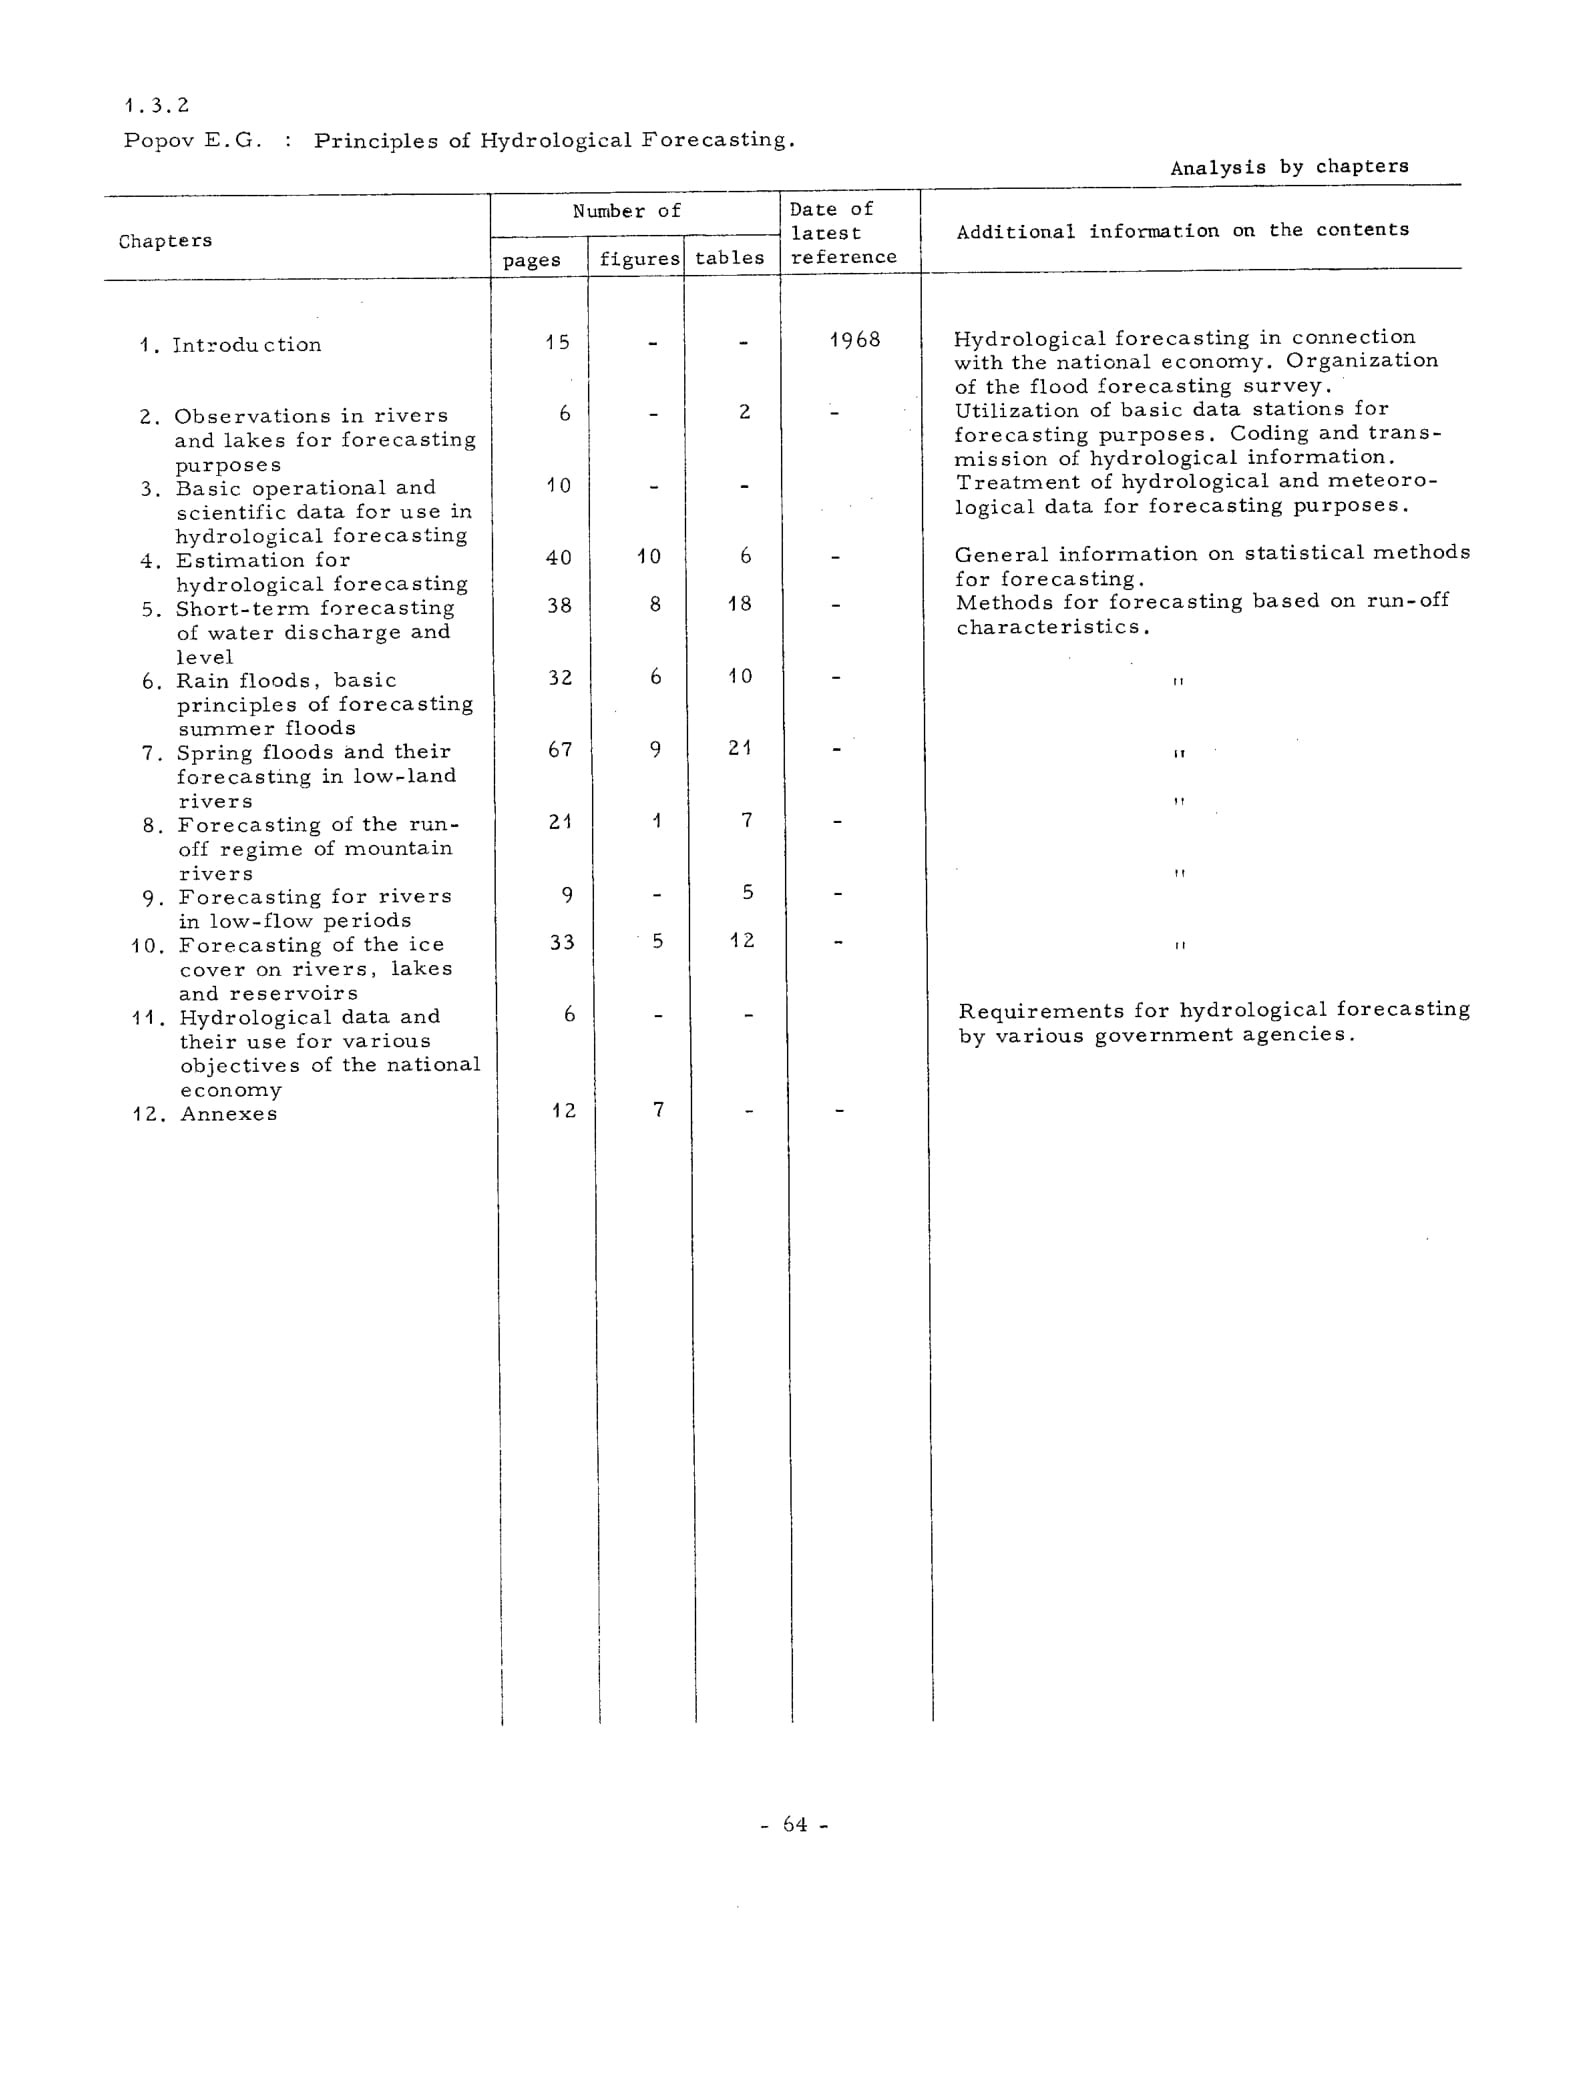 1.3.2
Popov E.G. : Principles of Hydrological Forecasting.
Analysis by chapters
Chapters
Number of
pages figures tables
Date of
latest
reference
Additional information on the contents
1. Introduction 15 - - 1968 Hydrological forecasting in connection
with the national economy. Organization
of the flood forecasting survey.
2. Observations in rivers 6 - 2 - Utilization of basic data stations for
and lakes for forecasting forecasting purposes. Coding and trans-
purposes mission of hydrological information.
3. Basic operational and 10 - - Treatment of hydrological and meteoro-
scientific data for use in logical data for forecasting purposes.
hydrological forecasting
4. Estimation for 40 10 6 - General information on statistical methods
hydrological forecasting for forecasting.
5. Short-term forecasting 38 8 18 - Methods for forecasting based on run-off
of water discharge and characteristics.
level
6. Rain floods, basic 32 6 10 - "
principles of forecasting
summer floods
7. Spring floods and their 67 9 21 - "
forecasting in low-land
rivers "
8. Forecasting of the run- 21 1 7 -
off regime of mountain
rivers "
9. Forecasting for rivers 9 - 5 -
in low-flow periods
10. Forecasting of the ice 33 5 12 - "
cover on rivers, lakes
and reservoirs
11. Hydrological data and 6 - - Requirements for hydrological forecasting
their use for various by various government agencies.
objectives of the national
economy
12. Annexes 12 7 - -
- 64 -